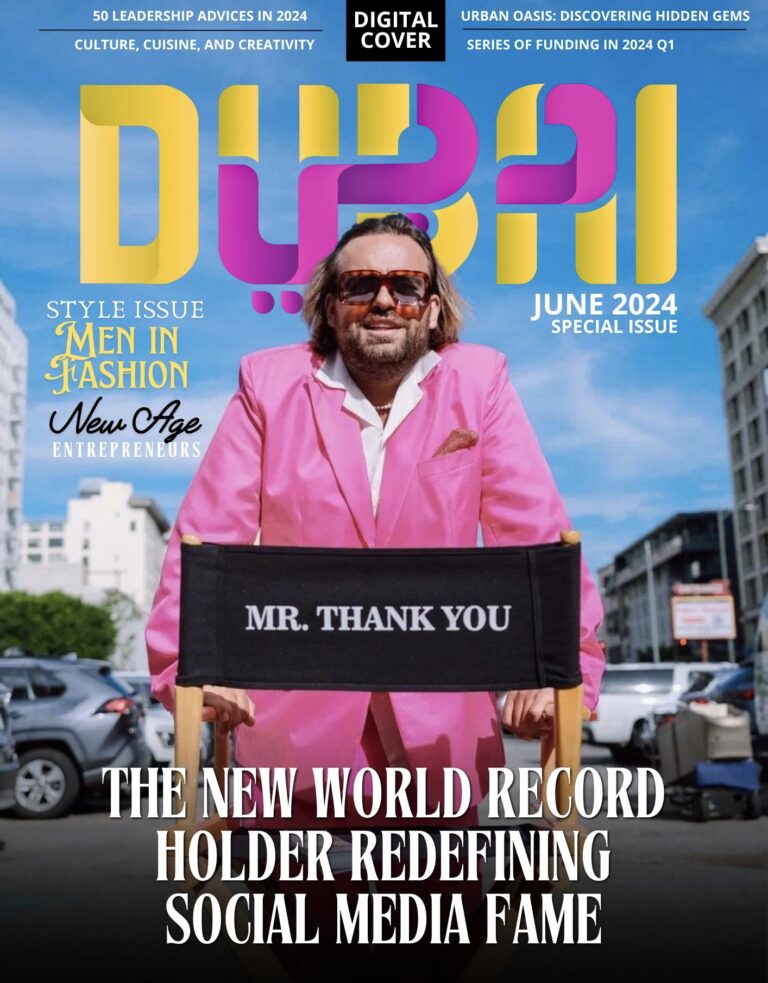 50 LEADERSHIP ADVICES IN 2024
CULTURE, CUISINE, AND CREATIVITY
DIGITAL
COVER
URBAN OASIS: DISCOVERING HIDDEN GEMS
SERIES OF FUNDING IN 2024 Q1
DUBAI
STYLE ISSUE
MEN IN
FASHION
New Age
ENTREPRENEURS
JUNE 2024
SPECIAL ISSUE
MR. THANK YOU
THE NEW WORLD RECORD
HOLDER REDEFINING
SOCIAL MEDIA FAME